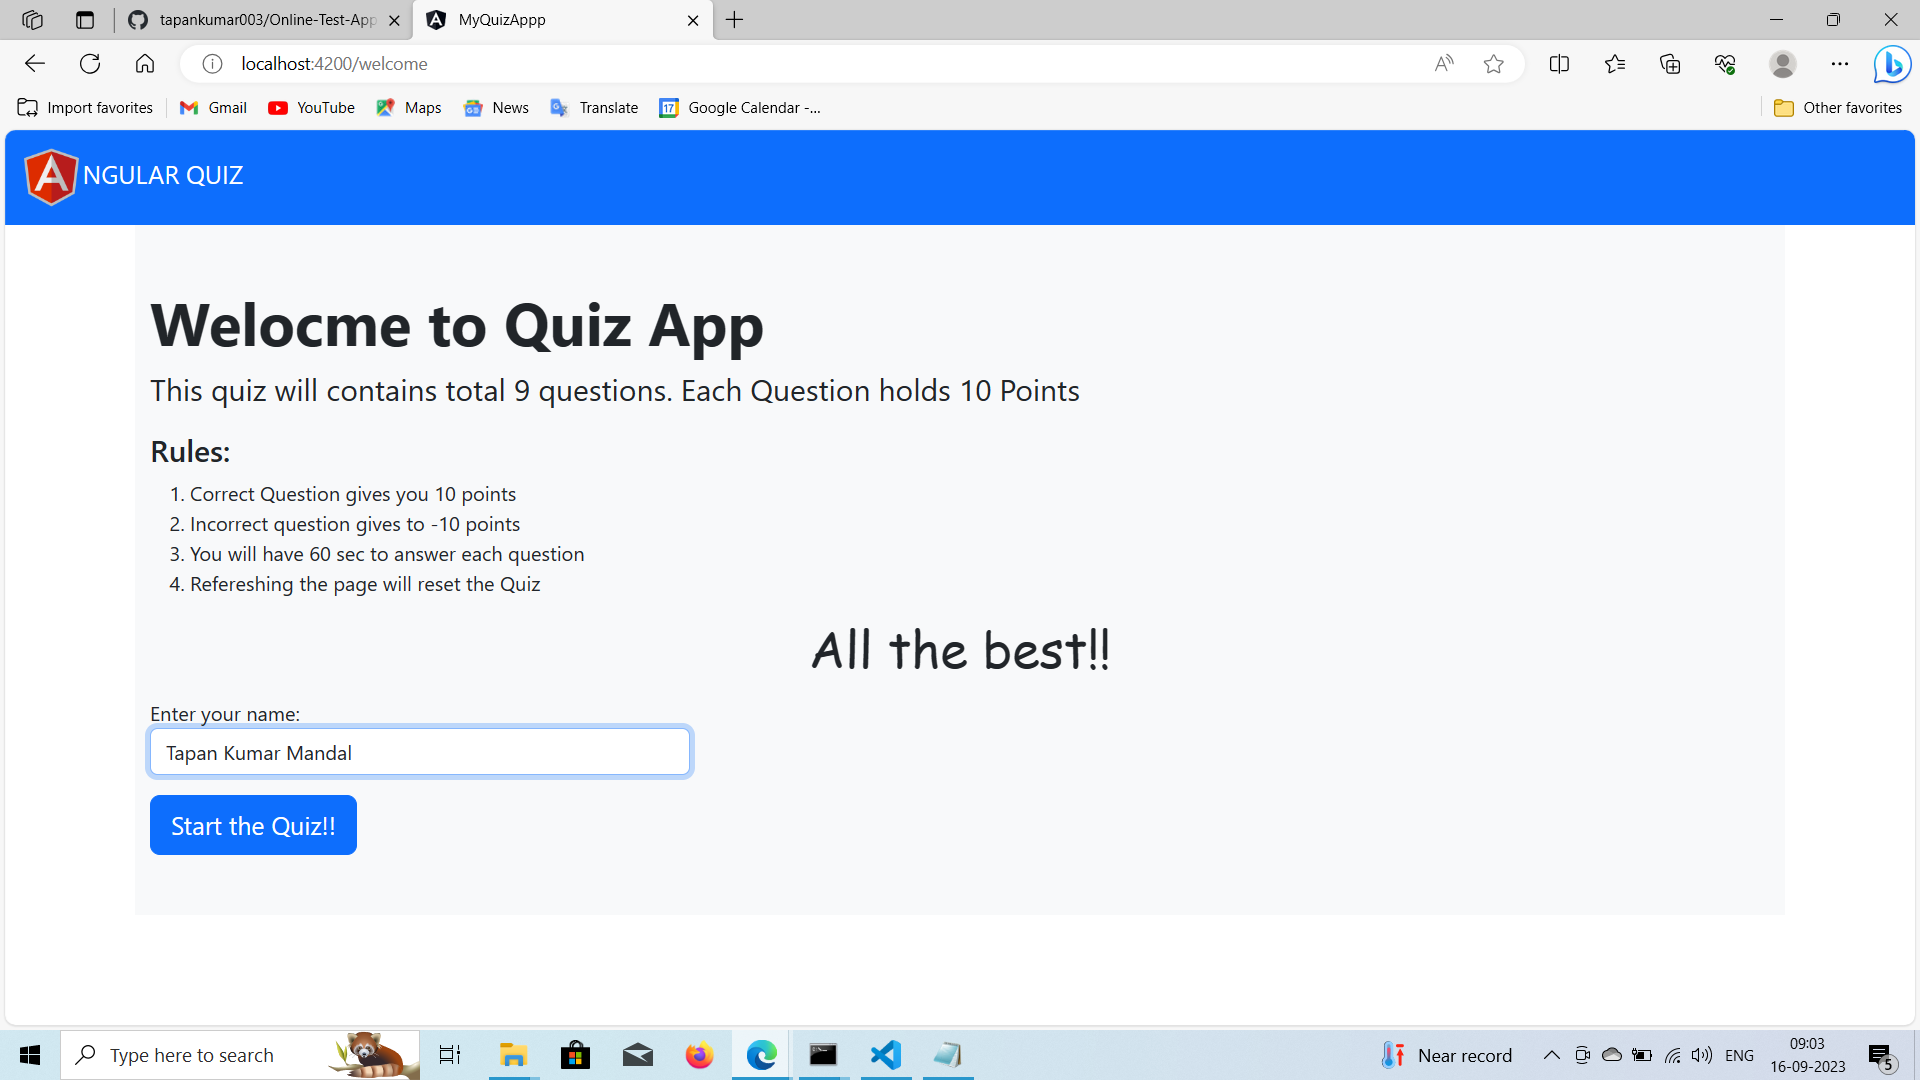 tapankumar003/Online-Test-App
MyQuizAppp
localhost:4200/welcome
Import favorites
Gmail
YouTube
Maps
News
Translate
Google Calendar -...
Other favorites
NGULAR QUIZ
Welocme to Quiz App
This quiz will contains total 9 questions. Each Question holds 10 Points
Rules:
1. Correct Question gives you 10 points
2. Incorrect question gives to -10 points
3. You will have 60 sec to answer each question
4. Refereshing the page will reset the Quiz
All the best!!
Enter your name:
Tapan Kumar Mandal
Start the Quiz!!
Type here to search
Near record
ENG
09:03
16-09-2023
5